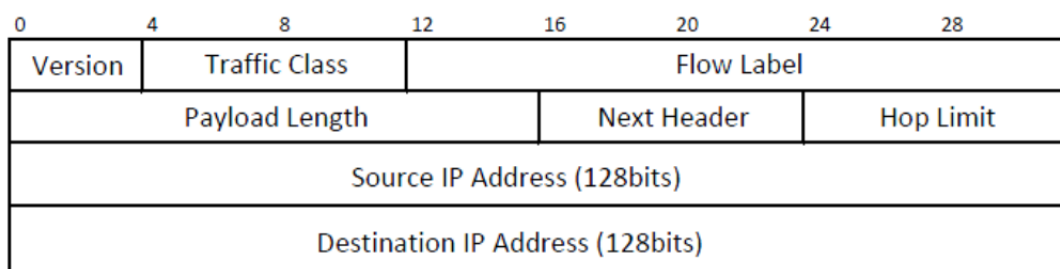 0 4 8 12 16 20 24 28
Version Traffic Class Flow Label
Payload Length Next Header Hop Limit
Source IP Address (128bits)
Destination IP Address (128bits)